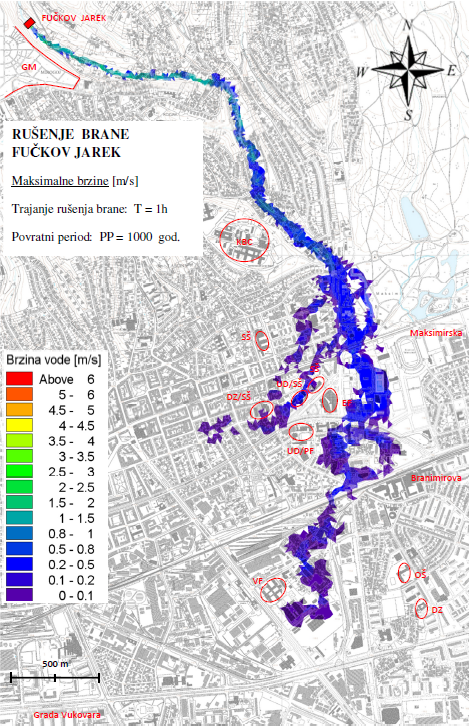 FUČKOV JAREK
GM
N
W
E
S
RUŠENJE BRANE
FUČKOV JAREK
Maksimalne brzine [m/s]
Trajanje rušenja brane: T = 1h
Povratni period: PP = 1000 god.
KBC
SŠ
Maksimirska
Brzina vode [m/s]
Above 6
5 - 6
4.5 - 5
4 - 4.5
3.5 - 4
3 - 3.5
2.5 - 3
2 - 2.5
1.5 - 2
1 - 1.5
0.8 - 1
0.5 - 0.8
0.2 - 0.5
0.1 - 0.2
0 - 0.1
UD/SŠ
DZ/SŠ
UD/PF
Branimirova
VF
OŠ
DZ
500 m
Grada Vukovara